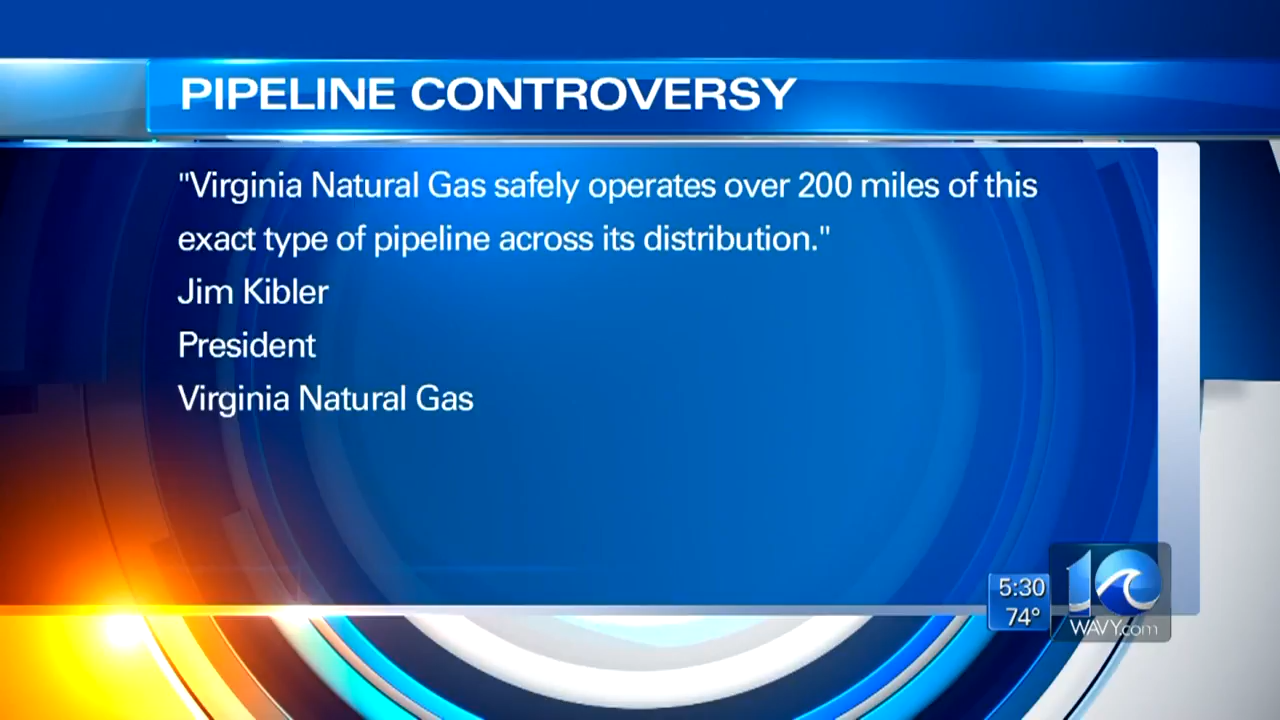 PIPELINE CONTROVERSY
"Virginia Natural Gas safely operates over 200 miles of this
exact type of pipeline across its distribution."
Jim Kibler
President
Virginia Natural Gas
5:30
74°
10
WAVY.com